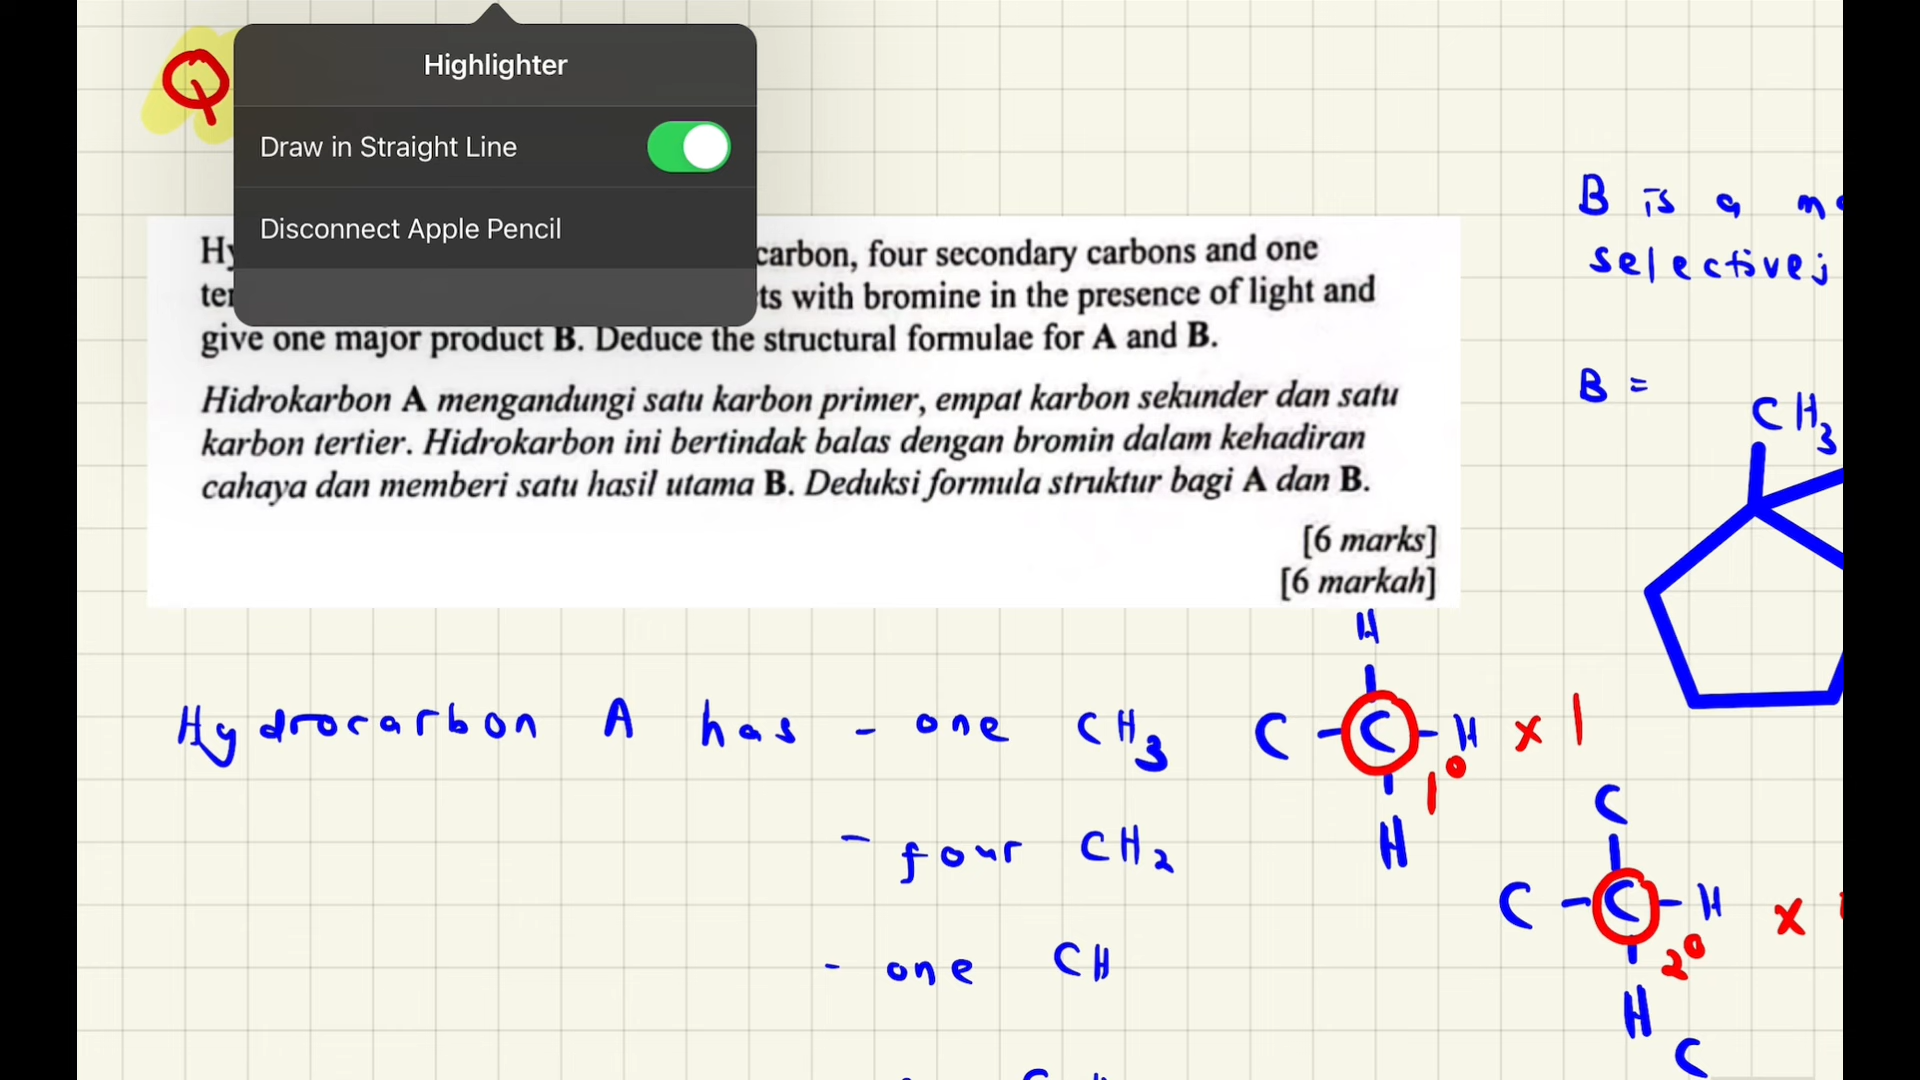 Q
Highlighter
Draw in Straight Line
Disconnect Apple Pencil
carbon, four secondary carbons and one
ts with bromine in the presence of light and
give one major product B. Deduce the structural formulae for A and B.
Hidrokarbon A mengandungi satu karbon primer, empat karbon sekunder dan satu
karbon tertier. Hidrokarbon ini bertindak balas dengan bromin dalam kehadiran
cahaya dan memberi satu hasil utama B. Deduksi formula struktur bagi A dan B.
[6 marks]
[6 markah]
B is a
selective;
B =
CH3
Hydrocarbon A has - one CH3
H
C - C - H x 1
1°
H
- four CH2
C
C - C - H x
2°
H
- one CH
C